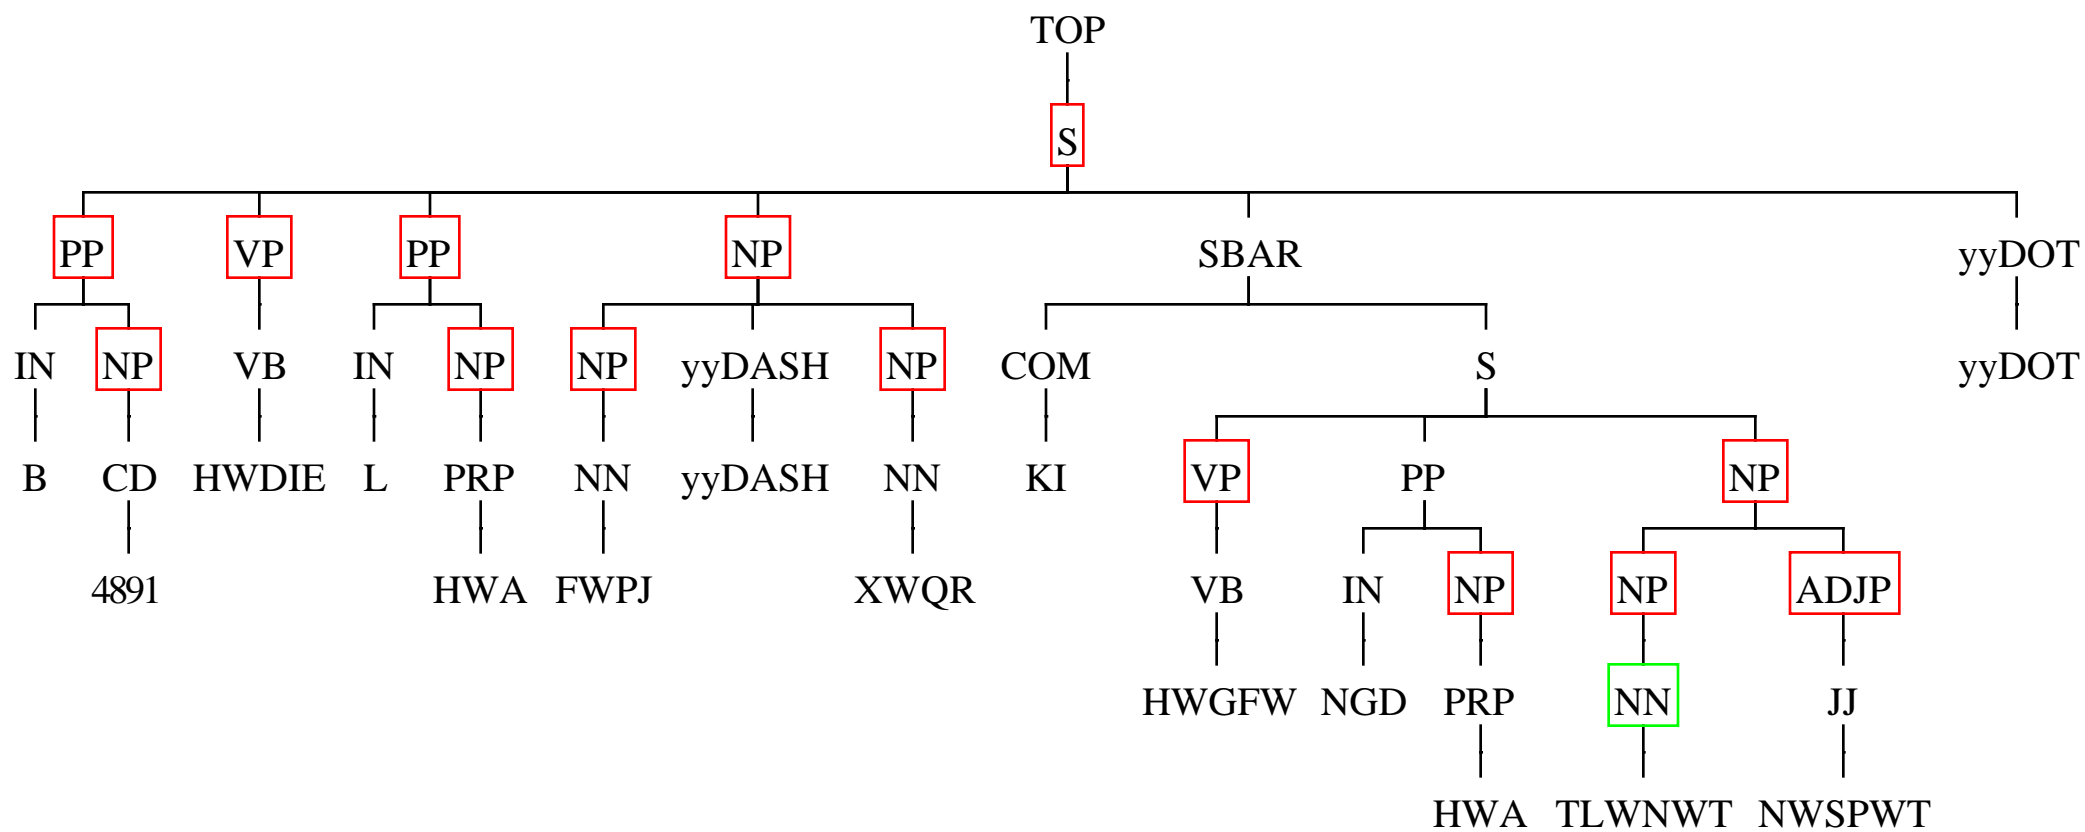 TOP
S
PP VP PP NP SBAR yyDOT
IN NP VB IN NP NP yyDASH NP COM S yyDOT
B CD HWDIE L PRP NN yyDASH NN KI VP PP NP
4891 HWA FWPJ XWQR VB IN NP NP ADJP
HWGFW NGD PRP NN JJ
HWA TLWNWT NWSPWT